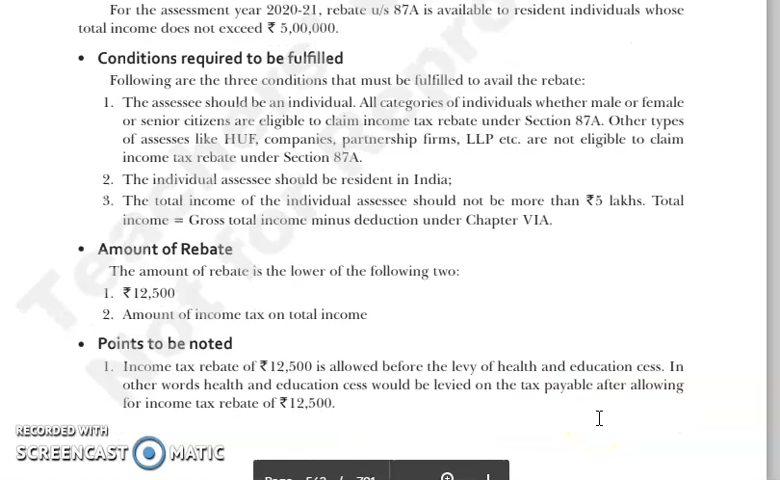 For the assessment year 2020-21, rebate u/s 87A is available to resident individuals whose
total income does not exceed ₹ 5,00,000.
• Conditions required to be fulfilled
Following are the three conditions that must be fulfilled to avail the rebate:
1. The assessee should be an individual. All categories of individuals whether male or female
or senior citizens are eligible to claim income tax rebate under Section 87A. Other types
of assesses like HUF, companies, partnership firms, LLP etc. are not eligible to claim
income tax rebate under Section 87A.
2. The individual assessee should be resident in India;
3. The total income of the individual assessee should not be more than ₹5 lakhs. Total
income = Gross total income minus deduction under Chapter VIA.
• Amount of Rebate
The amount of rebate is the lower of the following two:
1. ₹12,500
2. Amount of income tax on total income
• Points to be noted
1. Income tax rebate of ₹12,500 is allowed before the levy of health and education cess. In
other words health and education cess would be levied on the tax payable after allowing
for income tax rebate of ₹12,500.
RECORDED WITH
SCREENCAST MATIC